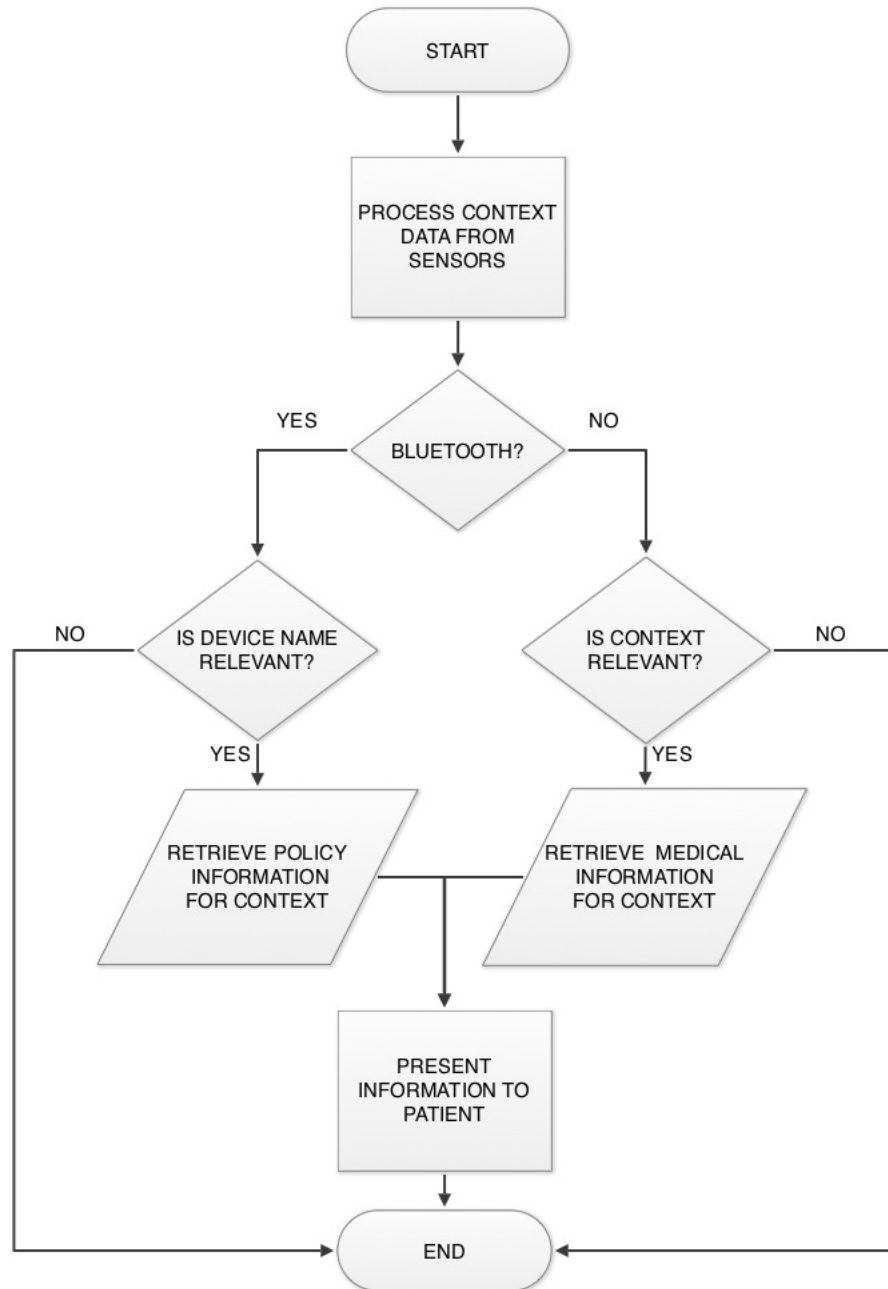 START
PROCESS CONTEXT
DATA FROM
SENSORS
YES
NO
BLUETOOTH?
NO
IS DEVICE NAME
RELEVANT?
IS CONTEXT
RELEVANT?
NO
YES
YES
RETRIEVE POLICY
INFORMATION
FOR CONTEXT
RETRIEVE MEDICAL
INFORMATION
FOR CONTEXT
PRESENT
INFORMATION TO
PATIENT
END